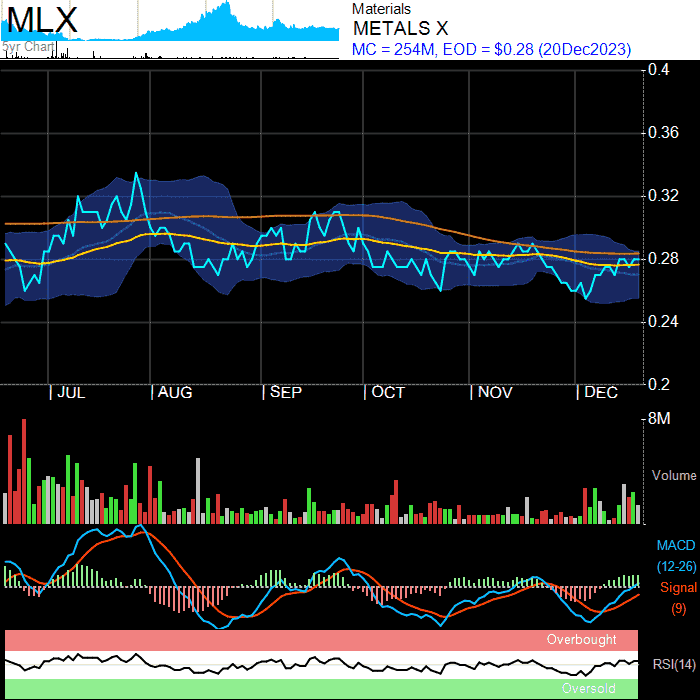 MLX
5yr Chart
Materials
METALS X
MC = 254M, EOD = $0.28 (20Dec2023)
0.4
0.36
0.32
0.28
0.24
0.2
JUL
AUG
SEP
OCT
NOV
DEC
8M
Volume
MACD
(12-26)
Signal
(9)
Overbought
RSI(14)
Oversold